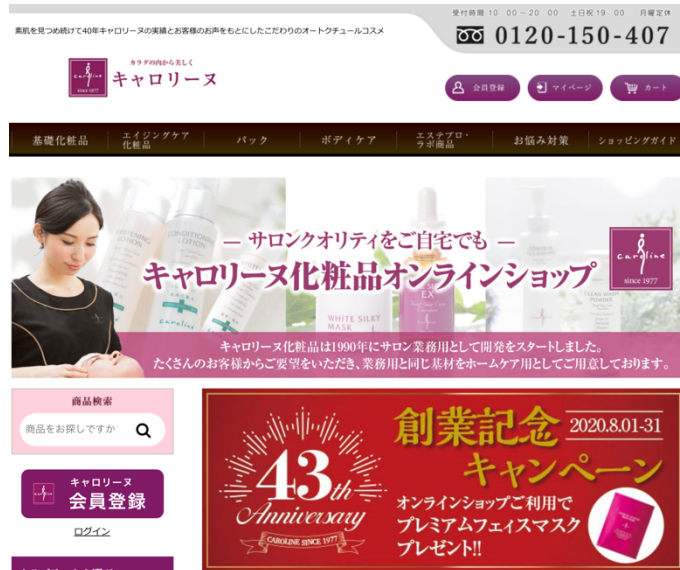 受付時間 10:00～20:00 土日祝19:00 月曜定休
素肌を見つめ続けて40年キャロリーヌの実績とお客様のお声をもとにしたこだわりのオートクチュールコスメ
0120-150-407
caroline
since 1977
カラダの内から美しく
キャロリーヌ
会員登録
マイページ
カート
基礎化粧品
エイジングケア化粧品
パック
ボディケア
エステプロ・ラボ商品
お悩み対策
ショッピングガイド
WHITENING LOTION
CONDITIONING LOTION
caroline
WHITE SILKY MASK
EX
CLEAN WASH POWDER
― サロンクオリティをご自宅でも ―
キャロリーヌ化粧品オンラインショップ
caroline
since 1977
キャロリーヌ化粧品は1990年にサロン業務用として開発をスタートしました。
たくさんのお客様からご要望をいただき、業務用と同じ基材をホームケア用としてご用意しております。
商品検索
商品をお探しですか
キャロリーヌ
会員登録
ログイン
43th
Anniversary
CAROLINE SINCE 1977
創業記念
2020.8.01-31
キャンペーン
オンラインショップご利用で
プレミアムフェイスマスク
プレゼント!!